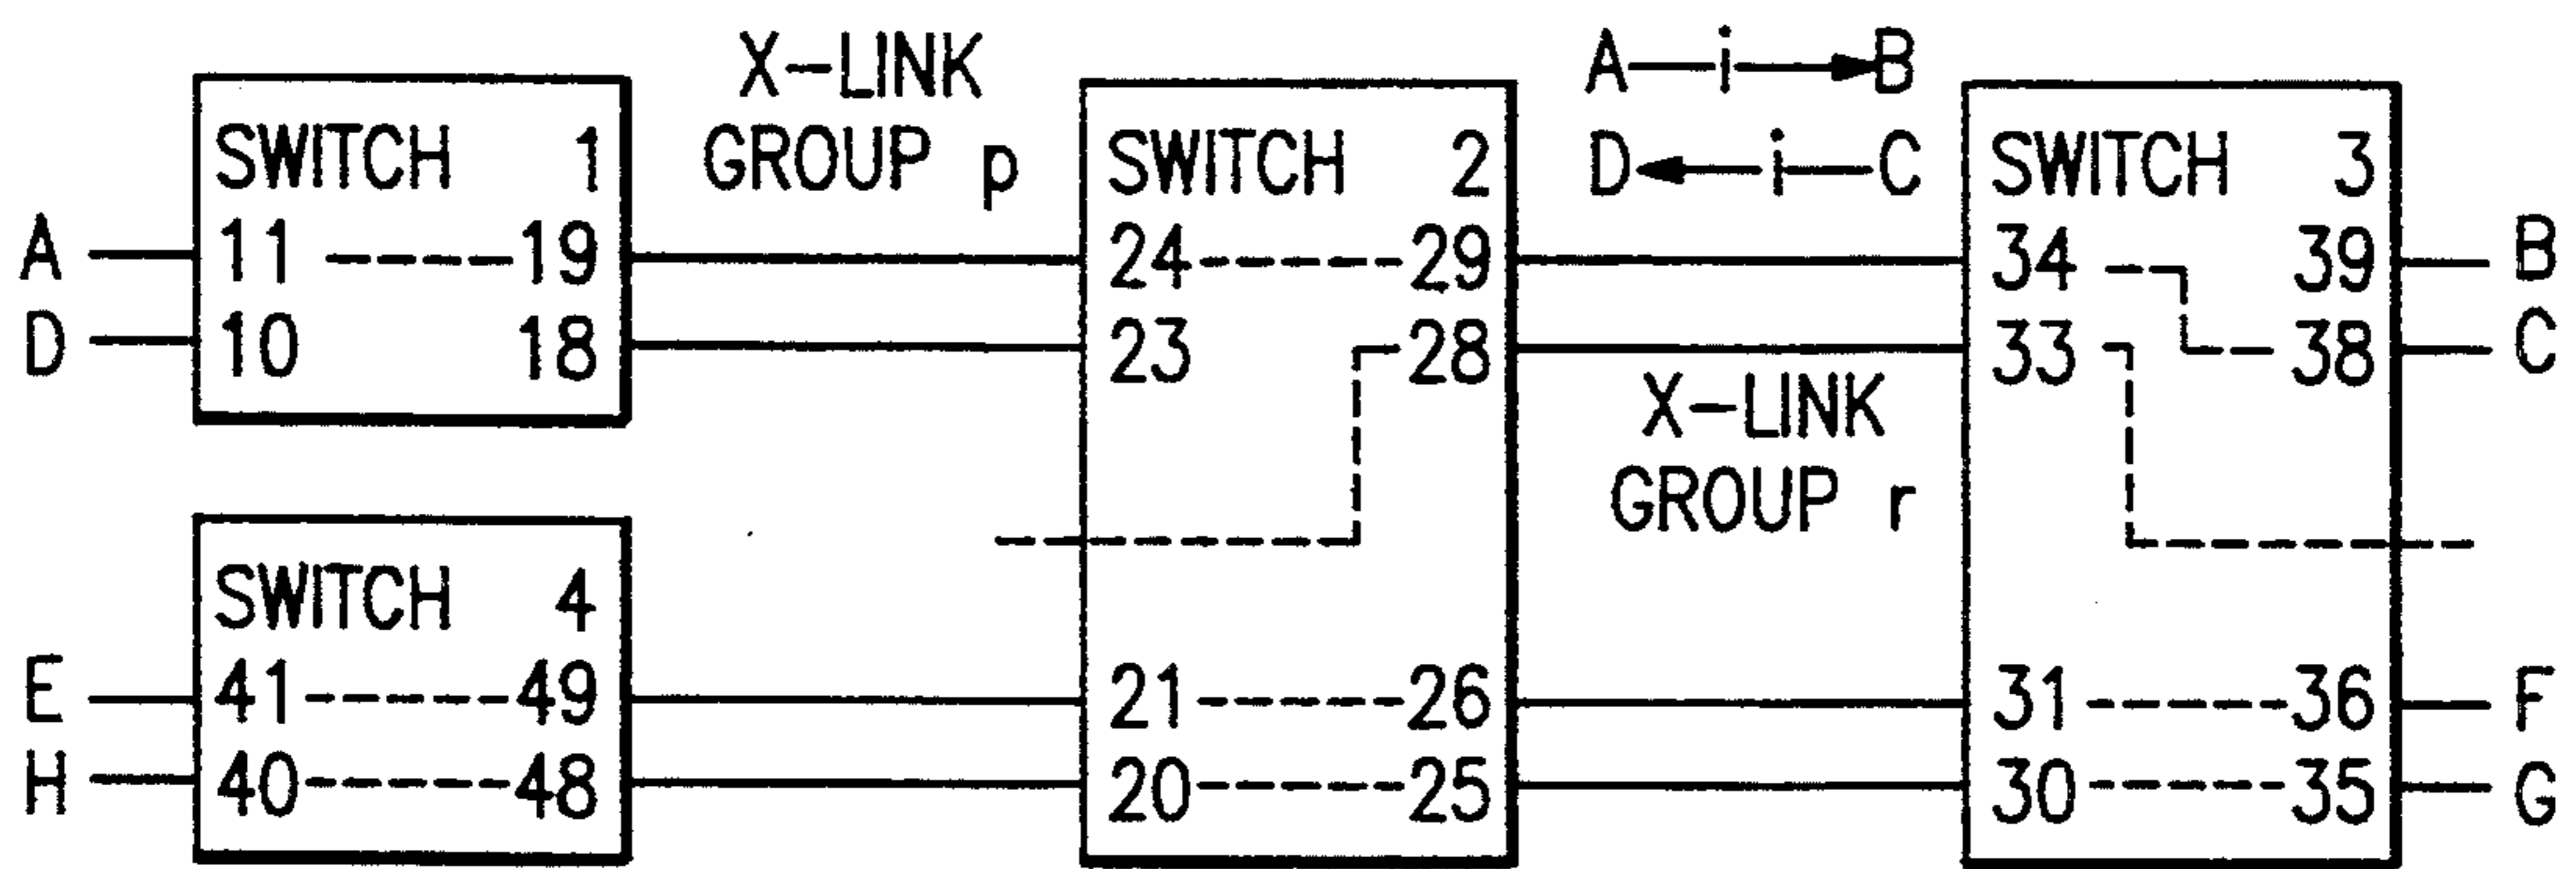 X-LINK
GROUP p
A i B
D i C
SWITCH 1
A 11 19
D 10 18
SWITCH 2
24 29
23 28
21 26
20 25
X-LINK
GROUP r
SWITCH 3
34 39 B
33 38 C
31 36 F
30 35 G
SWITCH 4
E 41 49
H 40 48